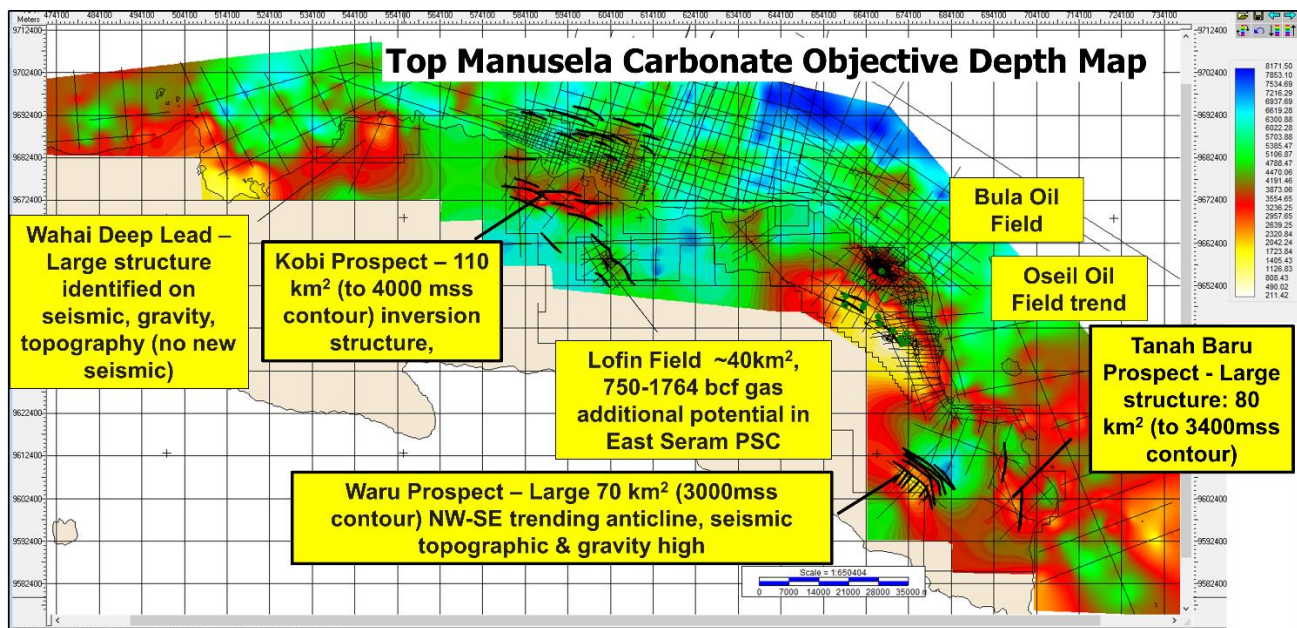 Meters
474100 484100 494100 504100 514100 524100 534100 544100 554100 564100 574100 584100 594100 604100 614100 624100 634100 644100 654100 664100 674100 684100 694100 704100 714100 724100 734100
Top Manusela Carbonate Objective Depth Map
9712400
9702400
9692400
9682400
9672400
9622400
9612400
9602400
9592400
9582400
9712400
9702400
9692400
9682400
9672400
9662400
9652400
9602400
9592400
9582400
8171.50
7853.10
7534.69
7216.29
6937.69
6619.28
6300.88
6022.28
5703.88
5385.47
5106.87
4788.47
4470.06
4191.46
3873.06
3554.65
3236.25
2957.65
2639.25
2320.84
2042.24
1723.84
1405.43
1126.83
808.43
490.02
211.42
Wahai Deep Lead –
Large structure
identified on
seismic, gravity,
topography (no new
seismic)
Kobi Prospect – 110
km² (to 4000 mss
contour) inversion
structure,
Bula Oil
Field
Oseil Oil
Field trend
Lofin Field ~40km²,
750-1764 bcf gas
additional potential in
East Seram PSC
Tanah Baru
Prospect - Large
structure: 80
km² (to 3400mss
contour)
Waru Prospect – Large 70 km² (3000mss
contour) NW-SE trending anticline, seismic
topographic & gravity high
Scale = 1:650404
0 7000 14000 21000 28000 35000 m